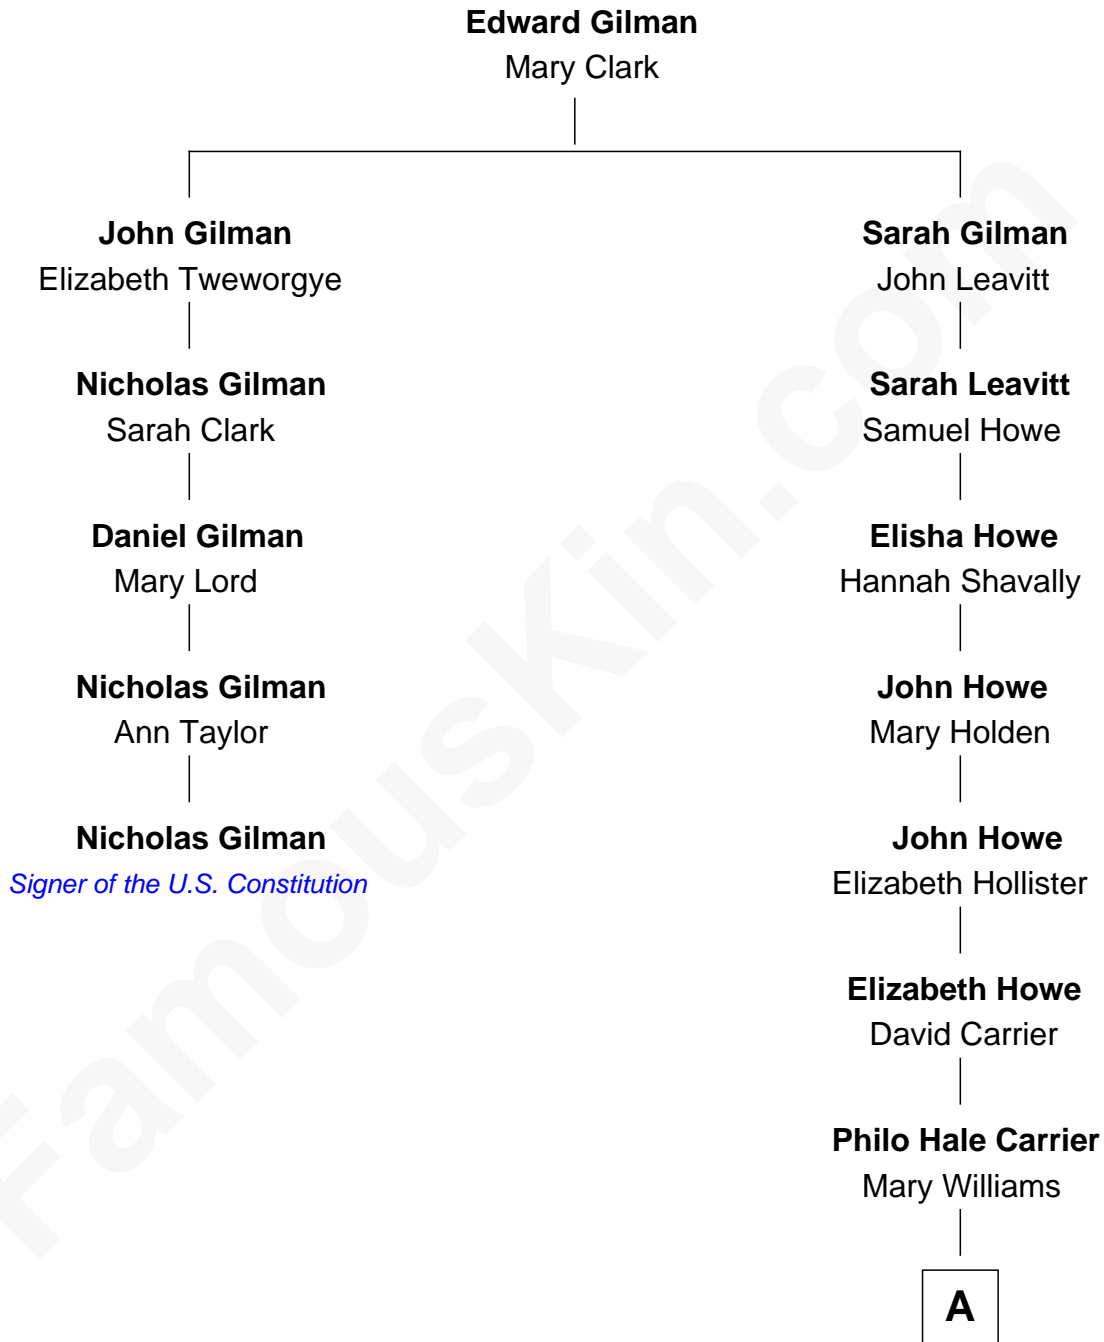 Edward Gilman
Mary Clark
John Gilman
Elizabeth Tweworgye
Nicholas Gilman
Sarah Clark
Daniel Gilman
Mary Lord
Nicholas Gilman
Ann Taylor
Nicholas Gilman
Signer of the U.S. Constitution
Sarah Gilman
John Leavitt
Sarah Leavitt
Samuel Howe
Elisha Howe
Hannah Shavally
John Howe
Mary Holden
John Howe
Elizabeth Hollister
Elizabeth Howe
David Carrier
Philo Hale Carrier
Mary Williams
A
FamousKin.com